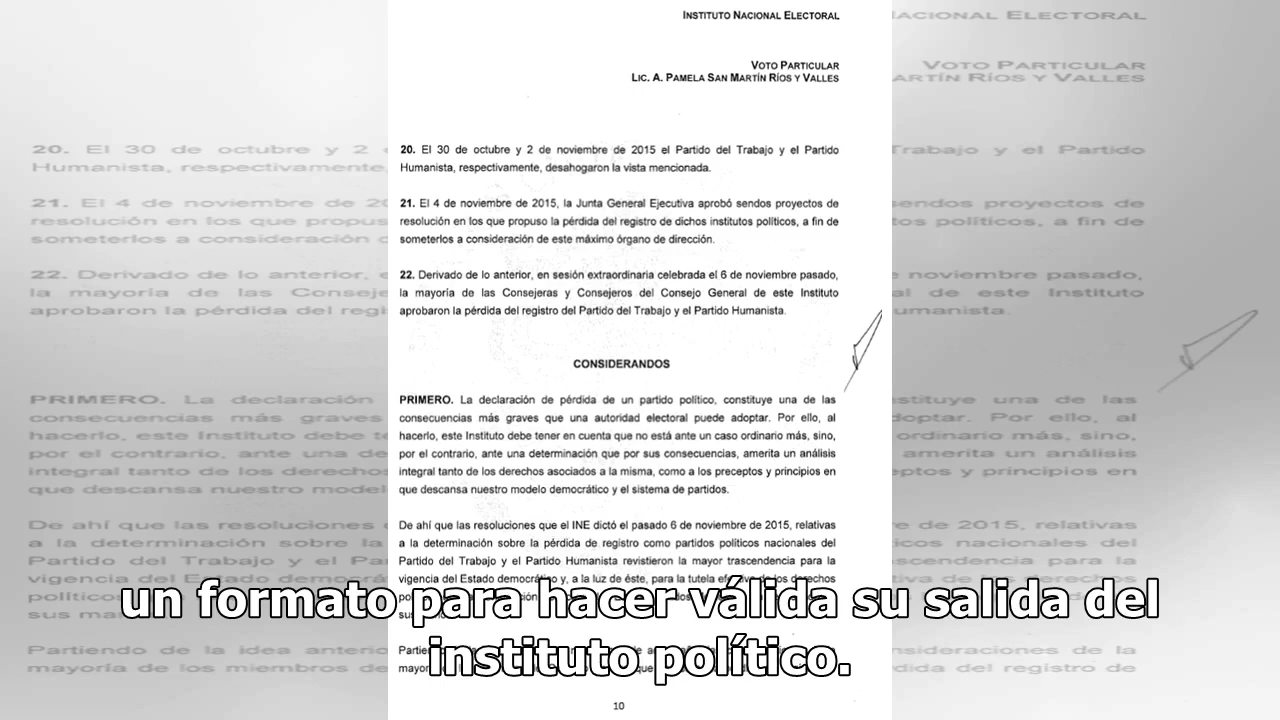 INSTITUTO NACIONAL ELECTORAL
VOTO PARTICULAR
LIC. A. PAMELA SAN MARTÍN RÍOS Y VALLES
20. El 30 de octubre y 2 de noviembre de 2015 el Partido del Trabajo y el Partido
Humanista, respectivamente, desahogaron la vista mencionada.
21. El 4 de noviembre de 2015, la Junta General Ejecutiva aprobó sendos proyectos de
resolución en los que propuso la pérdida del registro de dichos institutos políticos, a fin de
someterlos a consideración de este máximo órgano de dirección.
22. Derivado de lo anterior, en sesión extraordinaria celebrada el 6 de noviembre pasado,
la mayoría de las Consejeras y Consejeros del Consejo General de este Instituto
aprobaron la pérdida del registro del Partido del Trabajo y el Partido Humanista.
CONSIDERANDOS
PRIMERO. La declaración de pérdida de un partido político, constituye una de las
consecuencias más graves que una autoridad electoral puede adoptar. Por ello, al
hacerlo, este Instituto debe tener en cuenta que no está ante un caso ordinario más, sino,
por el contrario, ante una determinación que por sus consecuencias, amerita un análisis
integral tanto de los derechos asociados a la misma, como a los preceptos y principios en
que descansa nuestro modelo democrático y el sistema de partidos.
De ahí que las resoluciones que el INE dictó el pasado 6 de noviembre de 2015, relativas
a la determinación sobre la pérdida de registro como partidos políticos nacionales del
Partido del Trabajo y el Partido Humanista revistieron la mayor trascendencia para la
vigencia del Estado democrático y, a la luz de éste, para la tutela efectiva de los derechos
un formato para hacer válida su salida del
instituto político.
10